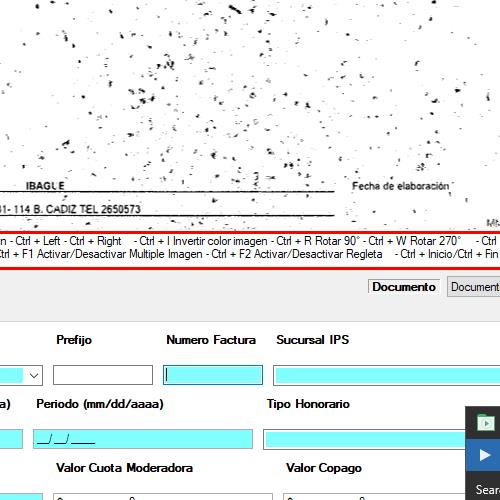 IBAGUE
Fecha de elaboración
114 B. CADIZ TEL 2650573
- Ctrl + Left - Ctrl + Right - Ctrl + I Invertir color imagen - Ctrl + R Rotar 90° - Ctrl + W Rotar 270° - Ctrl
Ctrl + F1 Activar/Desactivar Multiple Imagen - Ctrl + F2 Activar/Desactivar Regleta - Ctrl + Inicio/Ctrl + Fin
Documento Document
Prefijo Numero Factura Sucursal IPS
a) Periodo (mm/dd/aaaa) Tipo Honorario
__/__/____
Valor Cuota Moderadora Valor Copago
Sear